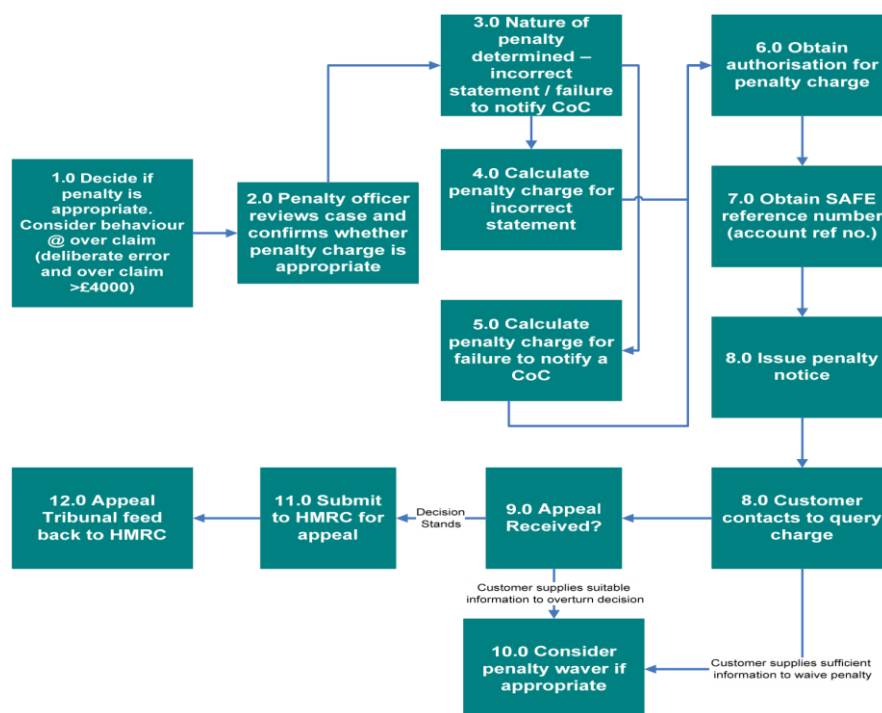 1.0 Decide if
penalty is
appropriate.
Consider behaviour
@ over claim
(deliberate error
and over claim
>£4000)
2.0 Penalty officer
reviews case and
confirms whether
penalty charge is
appropriate
3.0 Nature of
penalty
determined –
incorrect
statement / failure
to notify CoC
4.0 Calculate
penalty charge for
incorrect
statement
5.0 Calculate
penalty charge for
failure to notify a
CoC
6.0 Obtain
authorisation for
penalty charge
7.0 Obtain SAFE
reference number
(account ref no.)
8.0 Issue penalty
notice
8.0 Customer
contacts to query
charge
9.0 Appeal
Received?
Decision
Stands
11.0 Submit
to HMRC for
appeal
12.0 Appeal
Tribunal feed
back to HMRC
Customer supplies suitable
information to overturn decision
10.0 Consider
penalty waver if
appropriate
Customer supplies sufficient
information to waive penalty